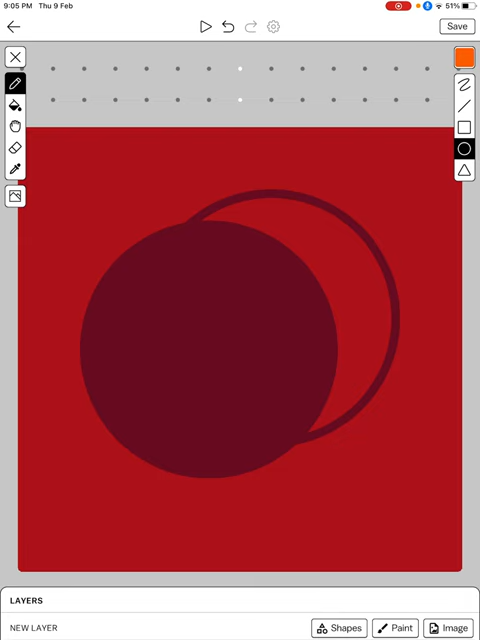 9:05 PM Thu 9 Feb 51%
Save
LAYERS
NEW LAYER Shapes Paint Image